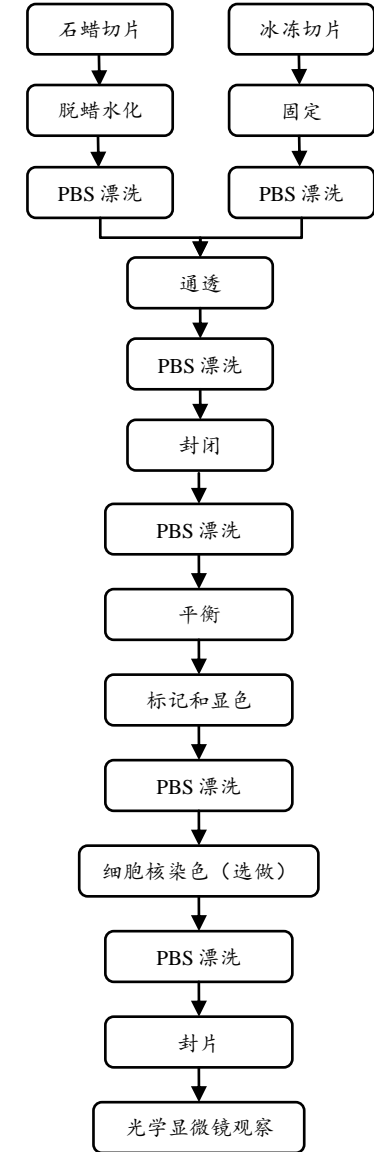 石蜡切片
冰冻切片
脱蜡水化
固定
PBS 漂洗
PBS 漂洗
通透
PBS 漂洗
封闭
PBS 漂洗
平衡
标记和显色
PBS 漂洗
细胞核染色（选做）
PBS 漂洗
封片
光学显微镜观察